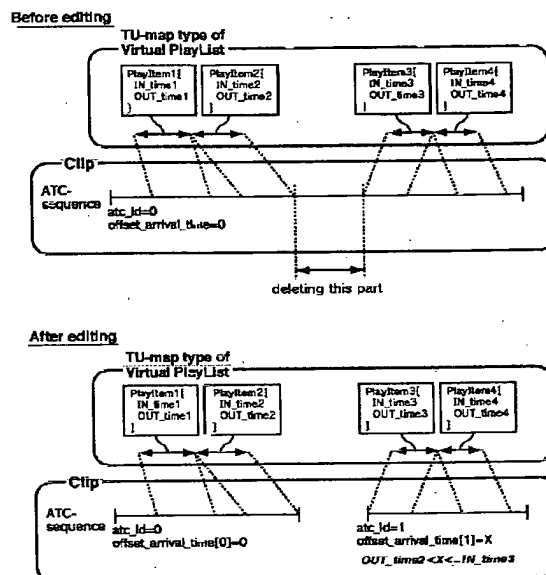 Before editing
TU-map type of
Virtual PlayList
PlayItem1{
IN_time1
OUT_time1
}
PlayItem2{
IN_time2
OUT_time2
}
PlayItem3{
IN_time3
OUT_time3
}
PlayItem4{
IN_time4
OUT_time4
}
Clip
ATC-
sequence
atc_id=0
offset_arrival_time=0
deleting this part
After editing
TU-map type of
Virtual PlayList
PlayItem1{
IN_time1
OUT_time1
]
PlayItem2{
IN_time2
OUT_time2
]
PlayItem3{
IN_time3
OUT_time3
]
PlayItem4{
IN_time4
OUT_time4
]
Clip
ATC-
sequence
atc_id=0
offset_arrival_time[0]=0
atc_id=1
offset_arrival_time[1]=X
OUT_time2<X<=IN_time3